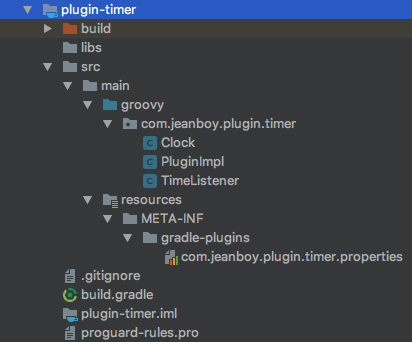 plugin-timer
build
libs
src
main
groovy
com.jeanboy.plugin.timer
Clock
PluginImpl
TimeListener
resources
META-INF
gradle-plugins
com.jeanboy.plugin.timer.properties
.gitignore
build.gradle
plugin-timer.iml
proguard-rules.pro